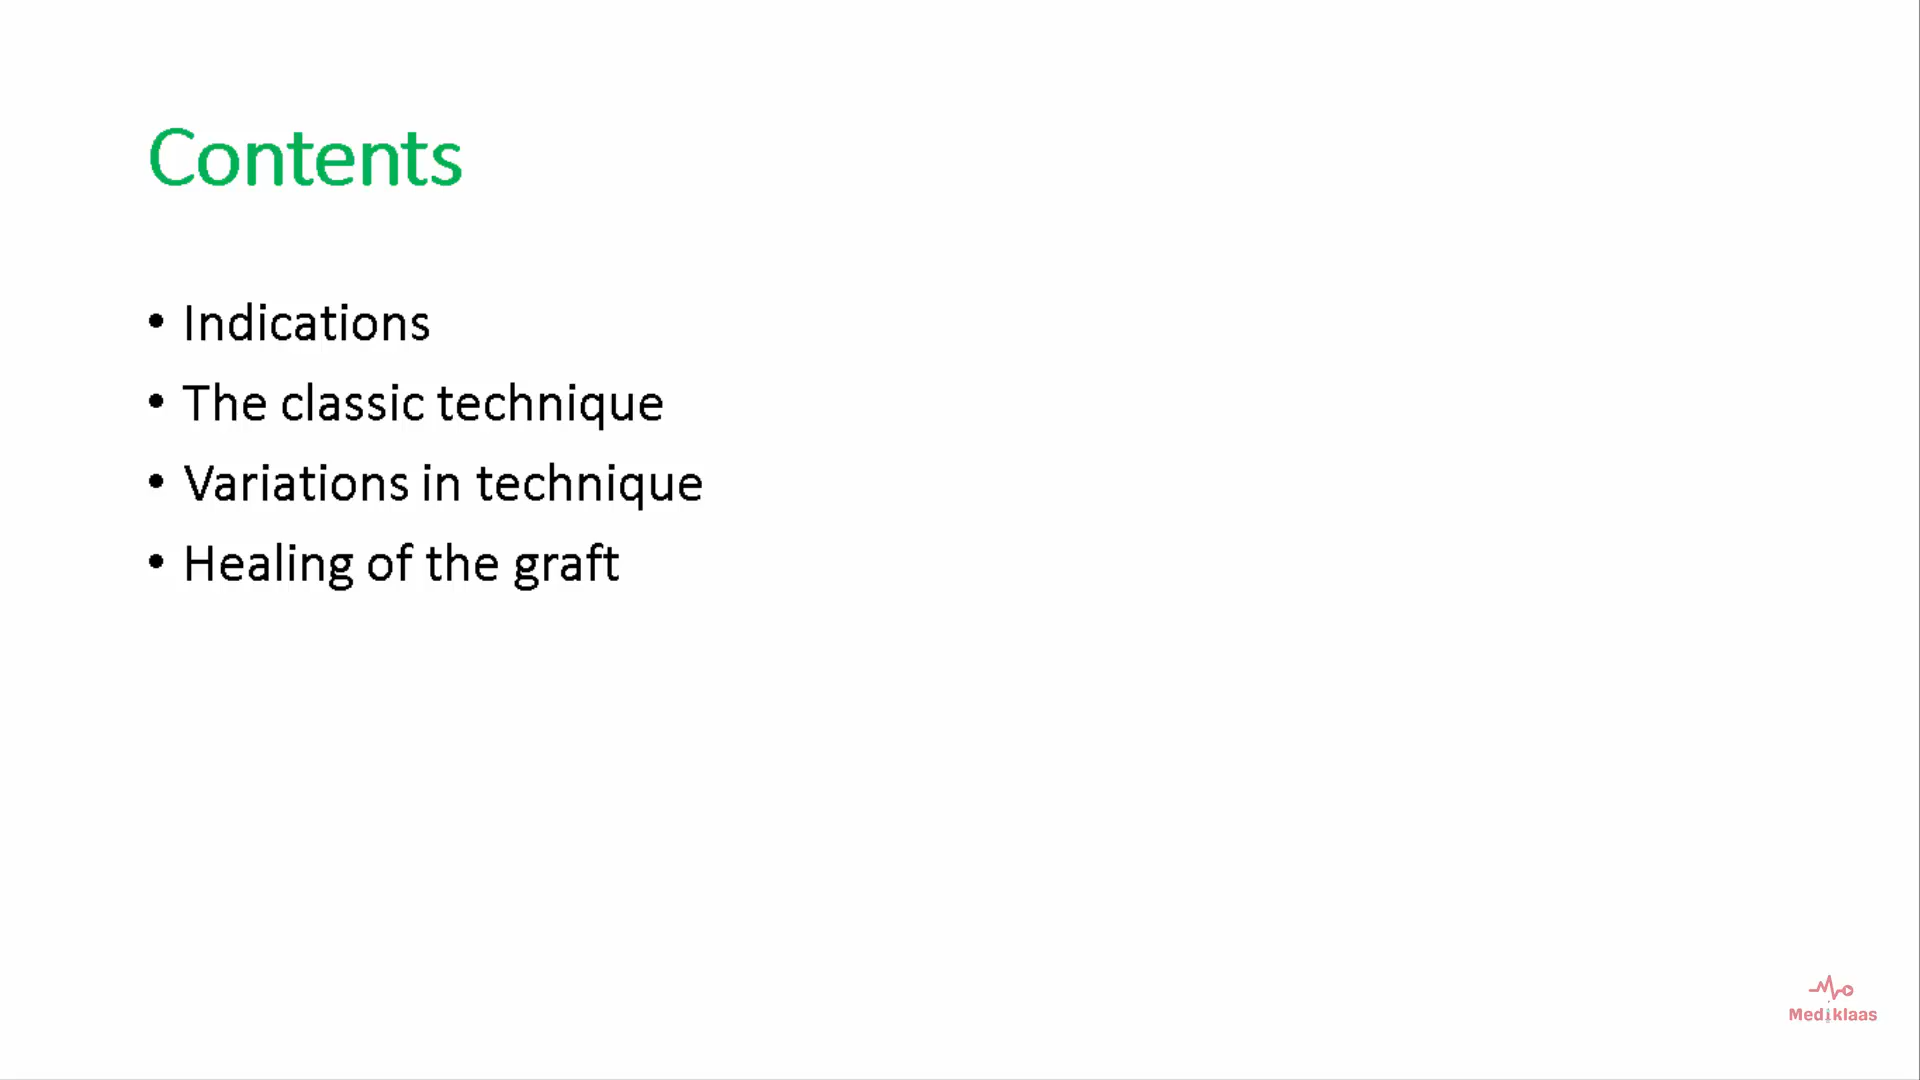 Contents
• Indications
• The classic technique
• Variations in technique
• Healing of the graft
Mediklaas